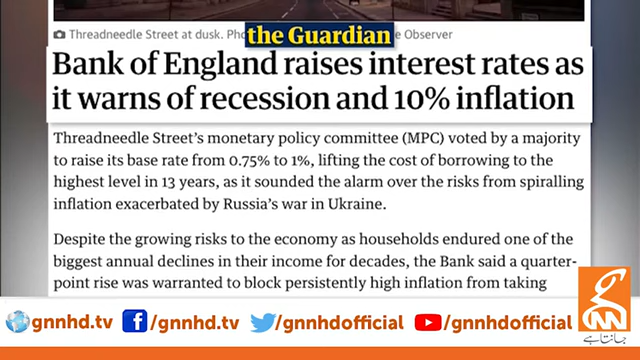 Threadneedle Street at dusk. Pho
the Guardian
e Observer
Bank of England raises interest rates as
it warns of recession and 10% inflation
Threadneedle Street's monetary policy committee (MPC) voted by a majority
to raise its base rate from 0.75% to 1%, lifting the cost of borrowing to the
highest level in 13 years, as it sounded the alarm over the risks from spiralling
inflation exacerbated by Russia's war in Ukraine.
Despite the growing risks to the economy as households endured one of the
biggest annual declines in their income for decades, the Bank said a quarter-
point rise was warranted to block persistently high inflation from taking
gnnhd.tv
/gnnhd.tv
/gnnhdofficial
/gnnhdofficial
GNN
جانتا ہے